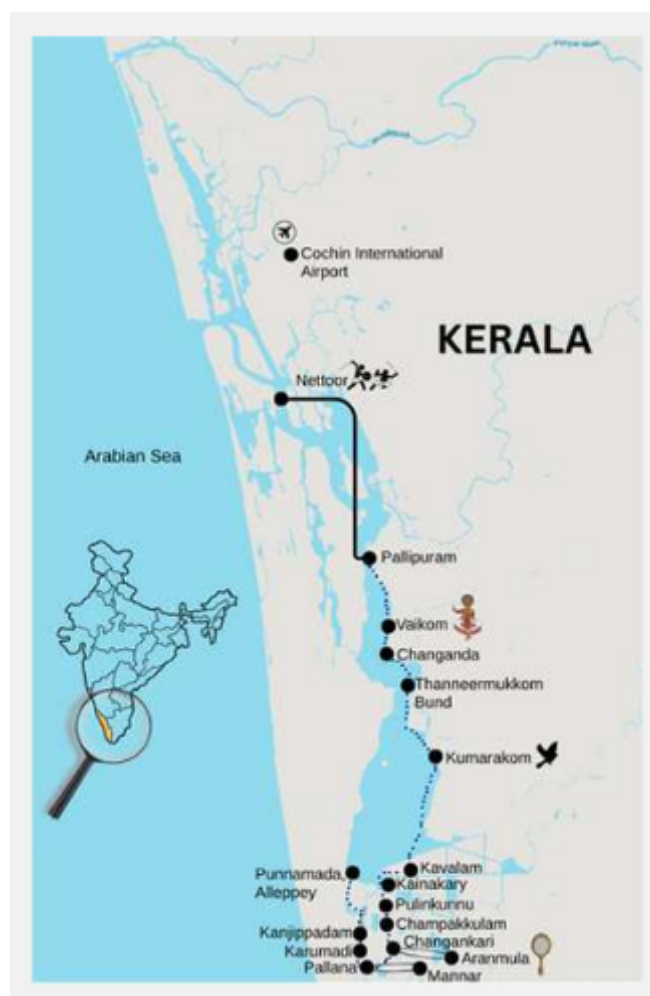 Cochin International
Airport
KERALA
Nettoor
Arabian Sea
Pallipuram
Vaikom
Changanda
Thanneermukkom
Bund
Kumarakom
Kavalam
Punnamada,
Alleppey
Kainakary
Pulinkunnu
Champakkulam
Kanjippadam
Changankari
Karumadi
Aranmula
Pallana
Mannar